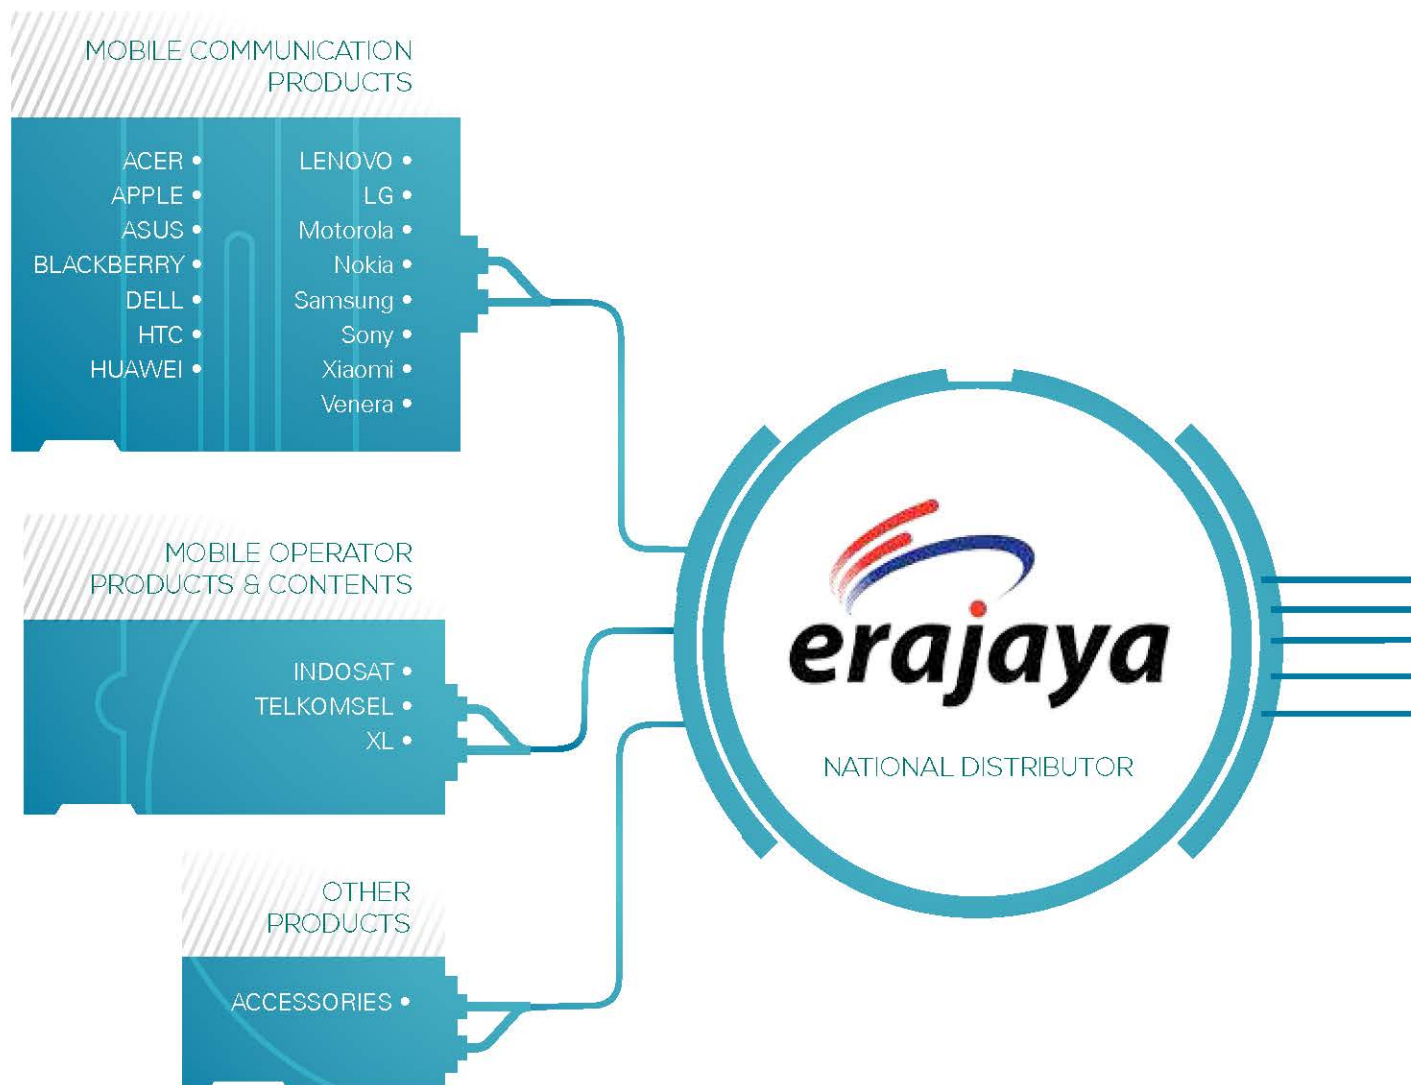 MOBILE COMMUNICATION
PRODUCTS
ACER
APPLE
ASUS
BLACKBERRY
DELL
HTC
HUAWEI
LENOVO
LG
Motorola
Nokia
Samsung
Sony
Xiaomi
Venera
MOBILE OPERATOR
PRODUCTS & CONTENTS
INDOSAT
TELKOMSEL
XL
OTHER
PRODUCTS
ACCESSORIES
erajaya
NATIONAL DISTRIBUTOR